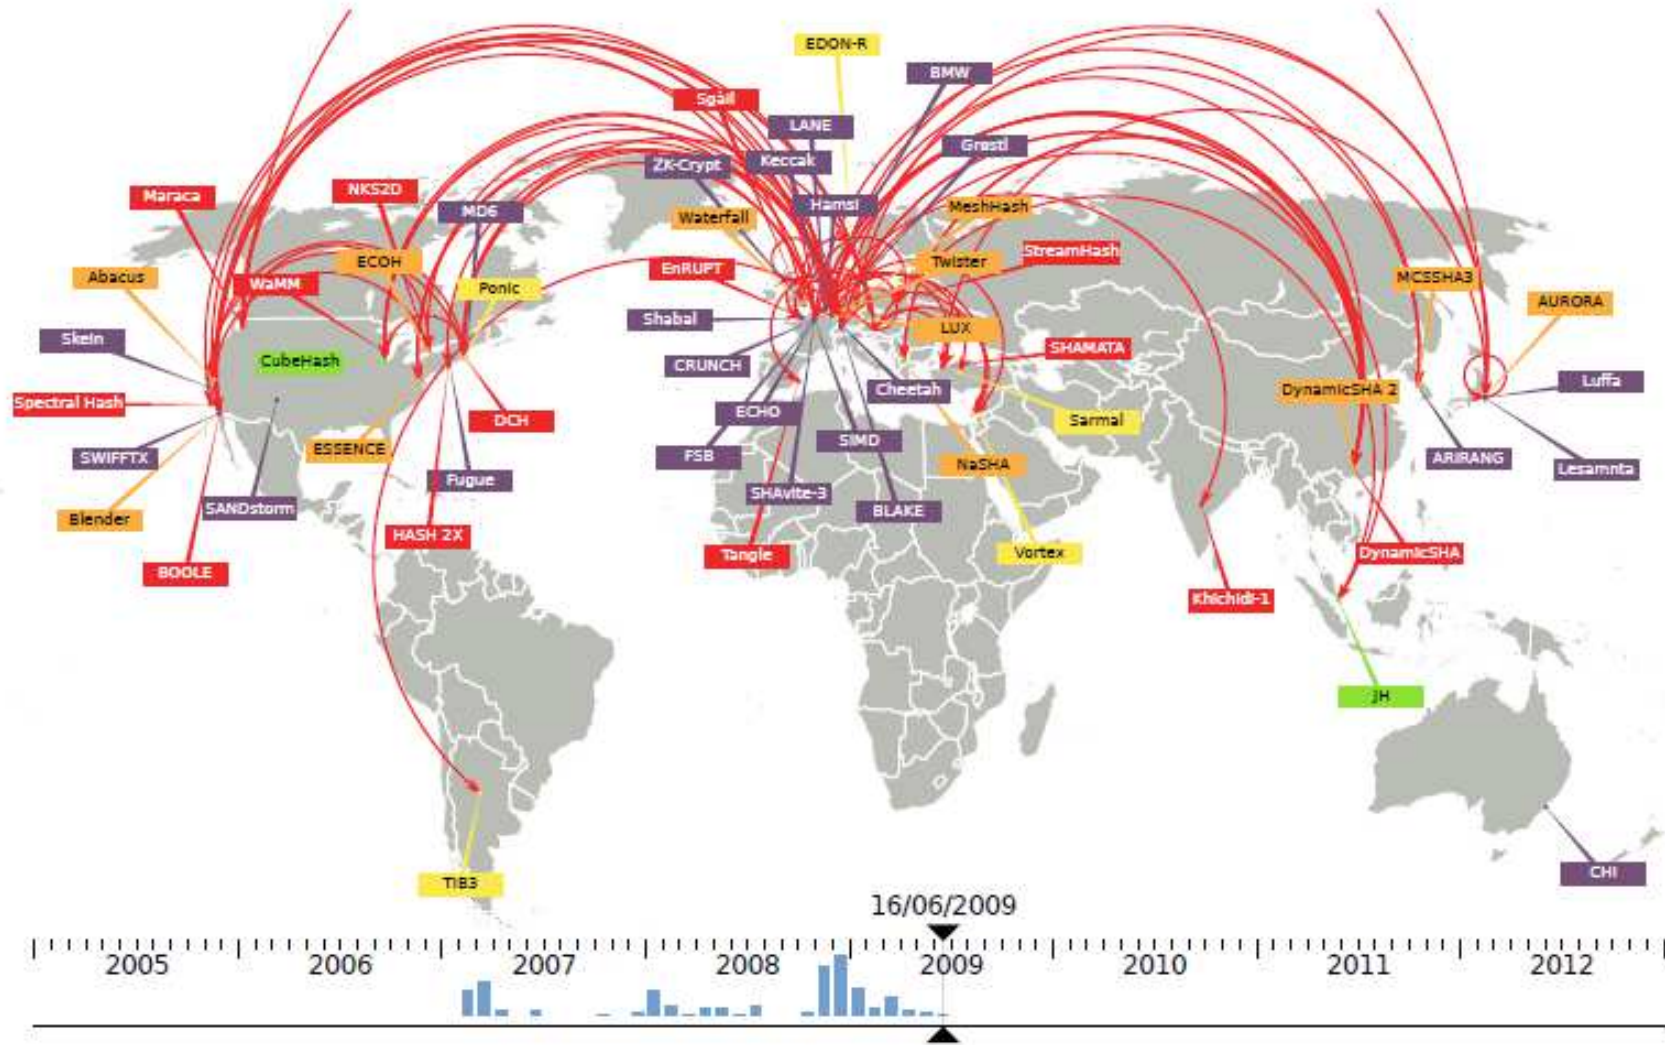 EDON-R
BMW
Sgàil
LANE
Grøstl
Keccak
ZK-Crypt
Maraca
NKS2D
MD6
Hamsi
Waterfall
MeshHash
StreamHash
ECOH
Twister
EnRUPT
Abacus
WaMM
Ponic
MCSSHA3
AURORA
Shabal
LUX
Skein
CubeHash
SHAMATA
CRUNCH
Luffa
Cheetah
DynamicSHA 2
Spectral Hash
ECHO
DCH
Sarmal
SIMD
ESSENCE
SWIFFTX
FSB
NaSHA
ARIRANG
Lesamnta
Fugue
SHAvite-3
SANDstorm
BLAKE
Blender
HASH 2X
Tangle
Vortex
DynamicSHA
BOOLE
Khichidi-1
JH
CHI
TIB3
16/06/2009
2005 2006 2007 2008 2009 2010 2011 2012